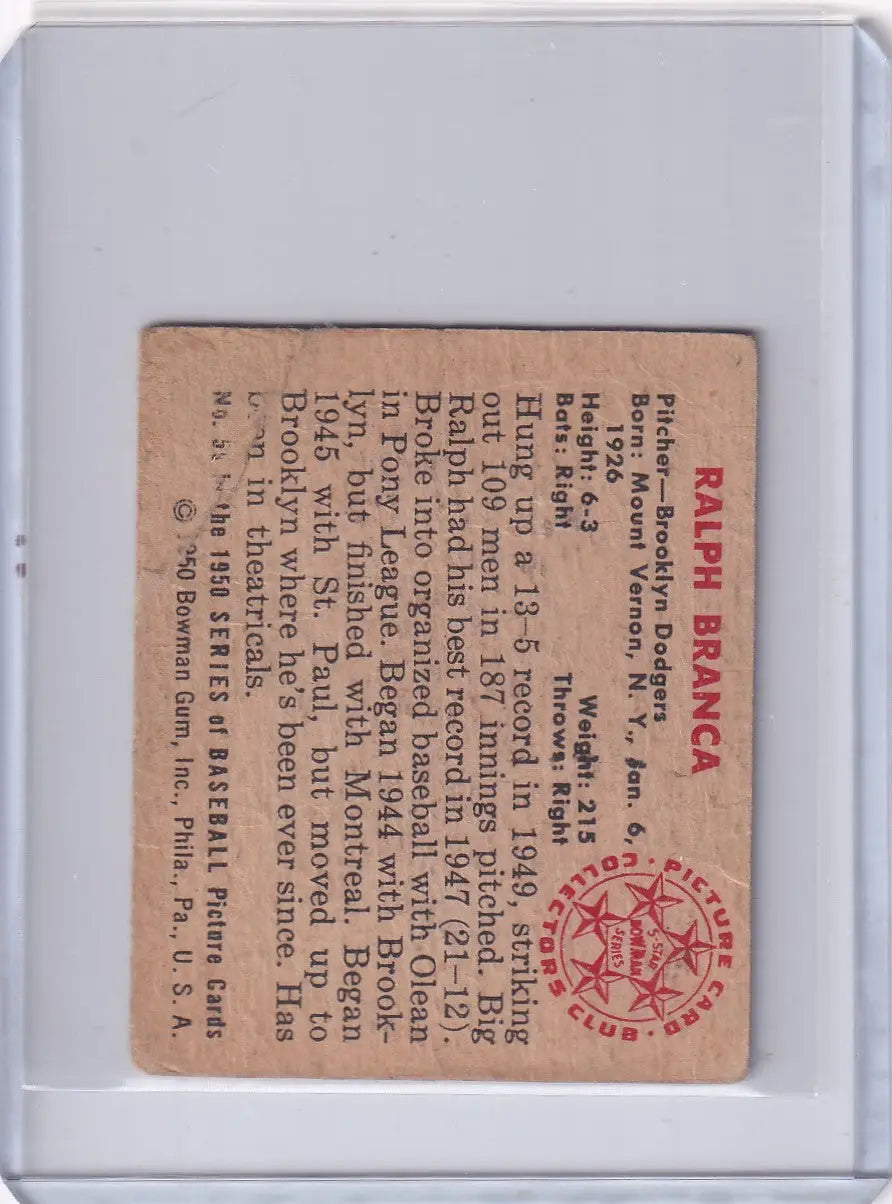 RALPH BRANCA
Pitcher—Brooklyn Dodgers
Born: Mount Vernon, N. Y., Jan. 6,
1926
Height: 6-3 Weight: 215
Bats: Right Throws: Right
Hung up a 13–5 record in 1949, striking
out 109 men in 187 innings pitched. Big
Ralph had his best record in 1947 (21–12).
Broke into organized baseball with Olean
in Pony League. Began 1944 with Brook-
lyn, but finished with Montreal. Began
1945 with St. Paul, but moved up to
Brooklyn where he's been ever since. Has
in theatricals.
No. the 1950 SERIES of BASEBALL Picture Cards
© 1950 Bowman Gum, Inc., Phila., Pa., U. S. A.
PICTURE CARD
COLLECTORS CLUB
5-STAR
BOWMAN
SERIES